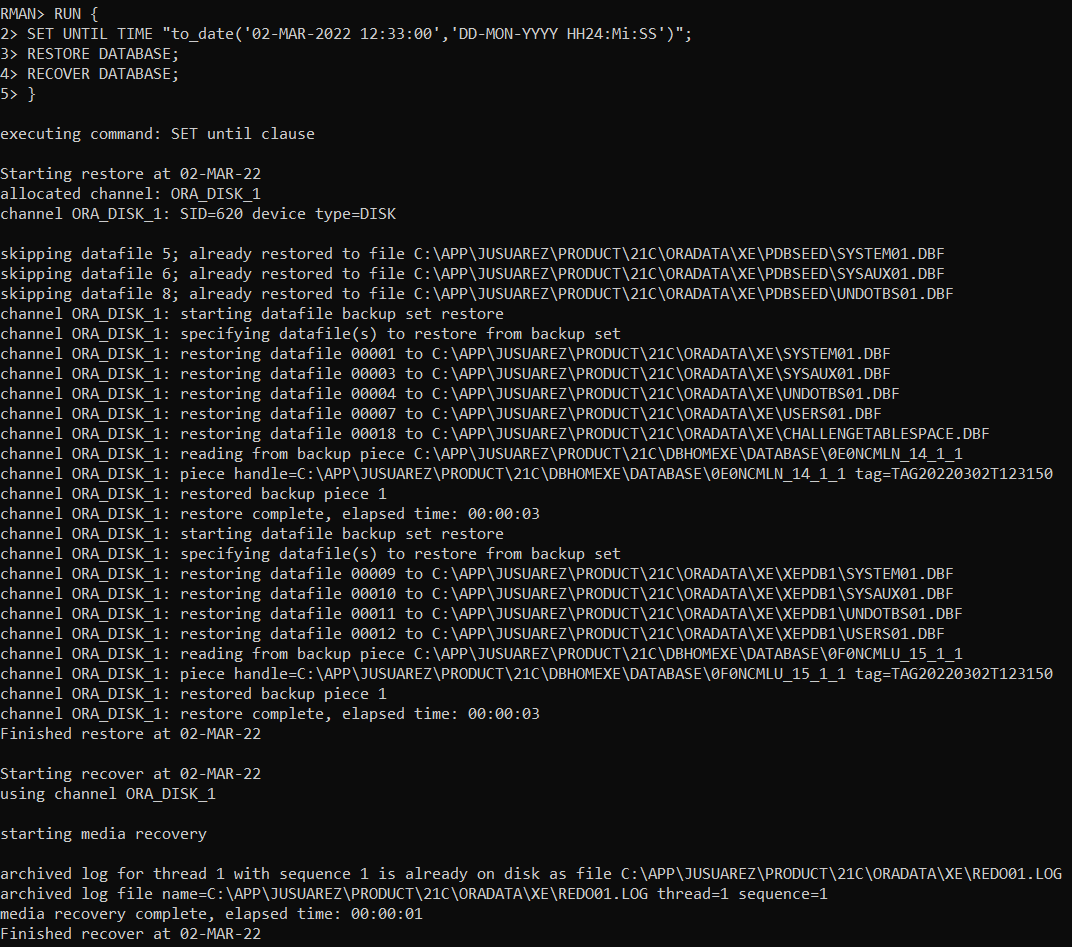 RMAN> RUN {
2> SET UNTIL TIME "to_date('02-MAR-2022 12:33:00','DD-MON-YYYY HH24:Mi:SS')";
3> RESTORE DATABASE;
4> RECOVER DATABASE;
5> }
executing command: SET until clause
Starting restore at 02-MAR-22
allocated channel: ORA_DISK_1
channel ORA_DISK_1: SID=620 device type=DISK
skipping datafile 5; already restored to file C:\APP\JUSUAREZ\PRODUCT\21C\ORADATA\XE\PDBSEED\SYSTEM01.DBF
skipping datafile 6; already restored to file C:\APP\JUSUAREZ\PRODUCT\21C\ORADATA\XE\PDBSEED\SYSAUX01.DBF
skipping datafile 8; already restored to file C:\APP\JUSUAREZ\PRODUCT\21C\ORADATA\XE\PDBSEED\UNDOTBS01.DBF
channel ORA_DISK_1: starting datafile backup set restore
channel ORA_DISK_1: specifying datafile(s) to restore from backup set
channel ORA_DISK_1: restoring datafile 00001 to C:\APP\JUSUAREZ\PRODUCT\21C\ORADATA\XE\SYSTEM01.DBF
channel ORA_DISK_1: restoring datafile 00003 to C:\APP\JUSUAREZ\PRODUCT\21C\ORADATA\XE\SYSAUX01.DBF
channel ORA_DISK_1: restoring datafile 00004 to C:\APP\JUSUAREZ\PRODUCT\21C\ORADATA\XE\UNDOTBS01.DBF
channel ORA_DISK_1: restoring datafile 00007 to C:\APP\JUSUAREZ\PRODUCT\21C\ORADATA\XE\USERS01.DBF
channel ORA_DISK_1: restoring datafile 00018 to C:\APP\JUSUAREZ\PRODUCT\21C\ORADATA\XE\CHALLENGETABLESPACE.DBF
channel ORA_DISK_1: reading from backup piece C:\APP\JUSUAREZ\PRODUCT\21C\DBHOMEXE\DATABASE\0E0NCMLN_14_1_1
channel ORA_DISK_1: piece handle=C:\APP\JUSUAREZ\PRODUCT\21C\DBHOMEXE\DATABASE\0E0NCMLN_14_1_1 tag=TAG20220302T123150
channel ORA_DISK_1: restored backup piece 1
channel ORA_DISK_1: restore complete, elapsed time: 00:00:03
channel ORA_DISK_1: starting datafile backup set restore
channel ORA_DISK_1: specifying datafile(s) to restore from backup set
channel ORA_DISK_1: restoring datafile 00009 to C:\APP\JUSUAREZ\PRODUCT\21C\ORADATA\XE\XEPDB1\SYSTEM01.DBF
channel ORA_DISK_1: restoring datafile 00010 to C:\APP\JUSUAREZ\PRODUCT\21C\ORADATA\XE\XEPDB1\SYSAUX01.DBF
channel ORA_DISK_1: restoring datafile 00011 to C:\APP\JUSUAREZ\PRODUCT\21C\ORADATA\XE\XEPDB1\UNDOTBS01.DBF
channel ORA_DISK_1: restoring datafile 00012 to C:\APP\JUSUAREZ\PRODUCT\21C\ORADATA\XE\XEPDB1\USERS01.DBF
channel ORA_DISK_1: reading from backup piece C:\APP\JUSUAREZ\PRODUCT\21C\DBHOMEXE\DATABASE\0F0NCMLU_15_1_1
channel ORA_DISK_1: piece handle=C:\APP\JUSUAREZ\PRODUCT\21C\DBHOMEXE\DATABASE\0F0NCMLU_15_1_1 tag=TAG20220302T123150
channel ORA_DISK_1: restored backup piece 1
channel ORA_DISK_1: restore complete, elapsed time: 00:00:03
Finished restore at 02-MAR-22
Starting recover at 02-MAR-22
using channel ORA_DISK_1
starting media recovery
archived log for thread 1 with sequence 1 is already on disk as file C:\APP\JUSUAREZ\PRODUCT\21C\ORADATA\XE\REDO01.LOG
archived log file name=C:\APP\JUSUAREZ\PRODUCT\21C\ORADATA\XE\REDO01.LOG thread=1 sequence=1
media recovery complete, elapsed time: 00:00:01
Finished recover at 02-MAR-22